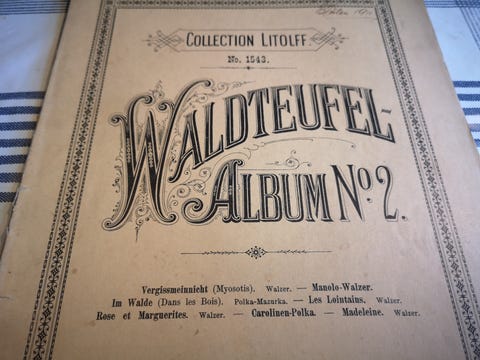 COLLECTION LITOLFF.
No. 1543.
WALDTEUFEL-
ALBUM No. 2.
Vergissmeinnicht (Myosotis). Walzer. — Manolo-Walzer.
Im Walde (Dans les Bois). Polka-Mazurka. — Les Lointains. Walzer.
Rose et Marguerites. Walzer. — Carolinen-Polka. — Madeleine. Walzer.